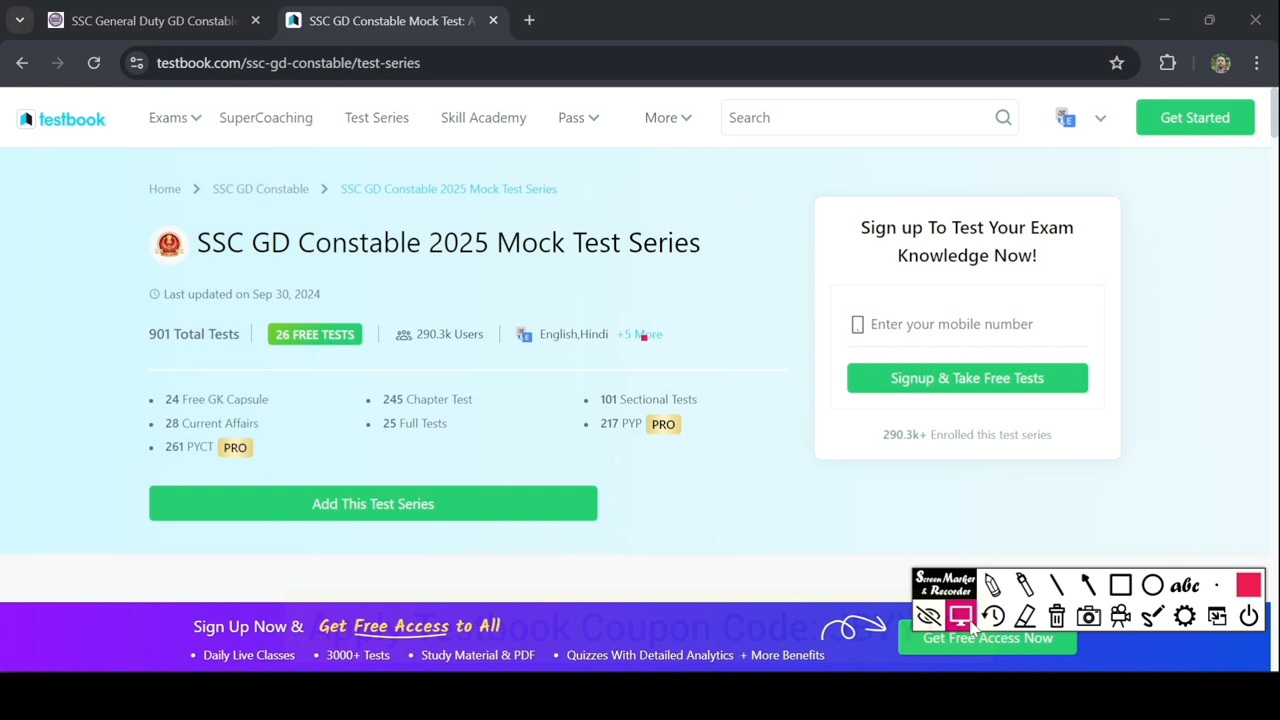 SSC General Duty GD Constable
SSC GD Constable Mock Test: A
testbook.com/ssc-gd-constable/test-series
testbook
Exams
SuperCoaching
Test Series
Skill Academy
Pass
More
Search
Get Started
Home > SSC GD Constable > SSC GD Constable 2025 Mock Test Series
SSC GD Constable 2025 Mock Test Series
Last updated on Sep 30, 2024
901 Total Tests
26 FREE TESTS
290.3k Users
English,Hindi +5 More
24 Free GK Capsule
245 Chapter Test
101 Sectional Tests
28 Current Affairs
25 Full Tests
217 PYP PRO
261 PYCT PRO
Add This Test Series
Sign up To Test Your Exam
Knowledge Now!
Enter your mobile number
Signup & Take Free Tests
290.3k+ Enrolled this test series
Screen Marker
& Recorder
abc
Sign Up Now & Get Free Access to All
• Daily Live Classes • 3000+ Tests • Study Material & PDF • Quizzes With Detailed Analytics + More Benefits
Get Free Access Now
Testbook Coupon Code: